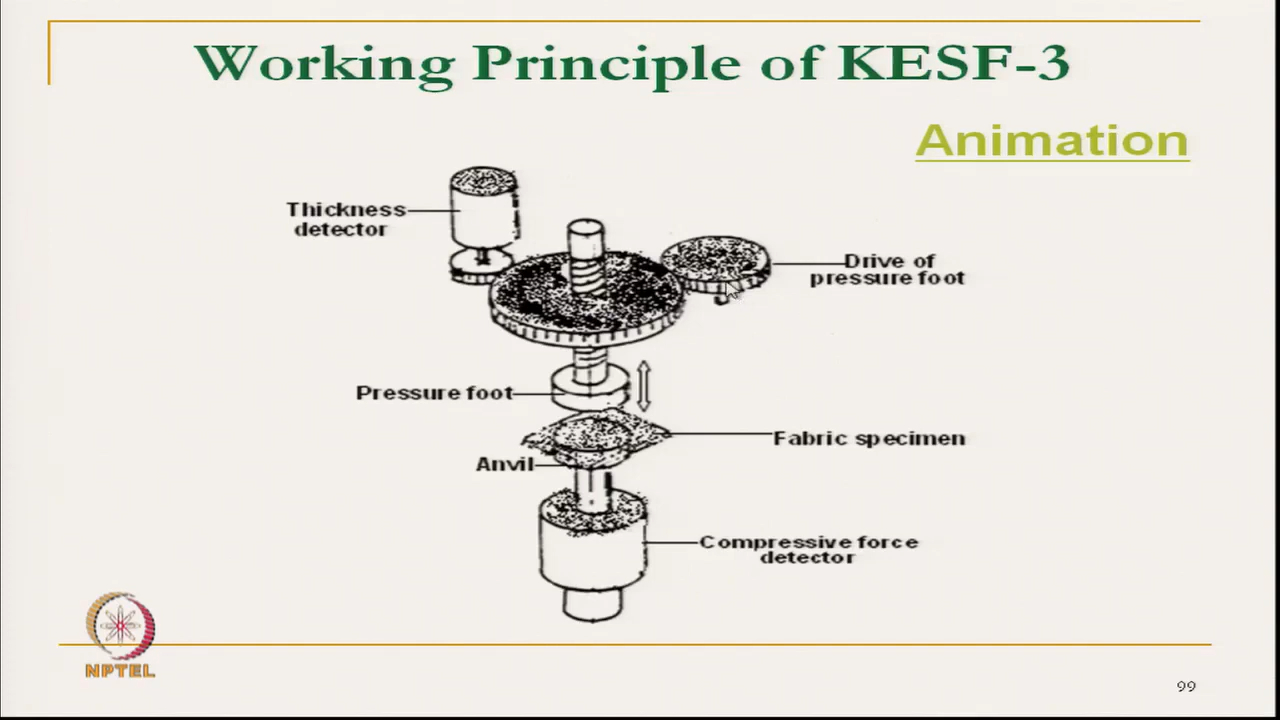 Working Principle of KESF-3
Animation
Thickness
detector
Drive of
pressure foot
Pressure foot
Fabric specimen
Anvil
Compressive force
detector
NPTEL
99